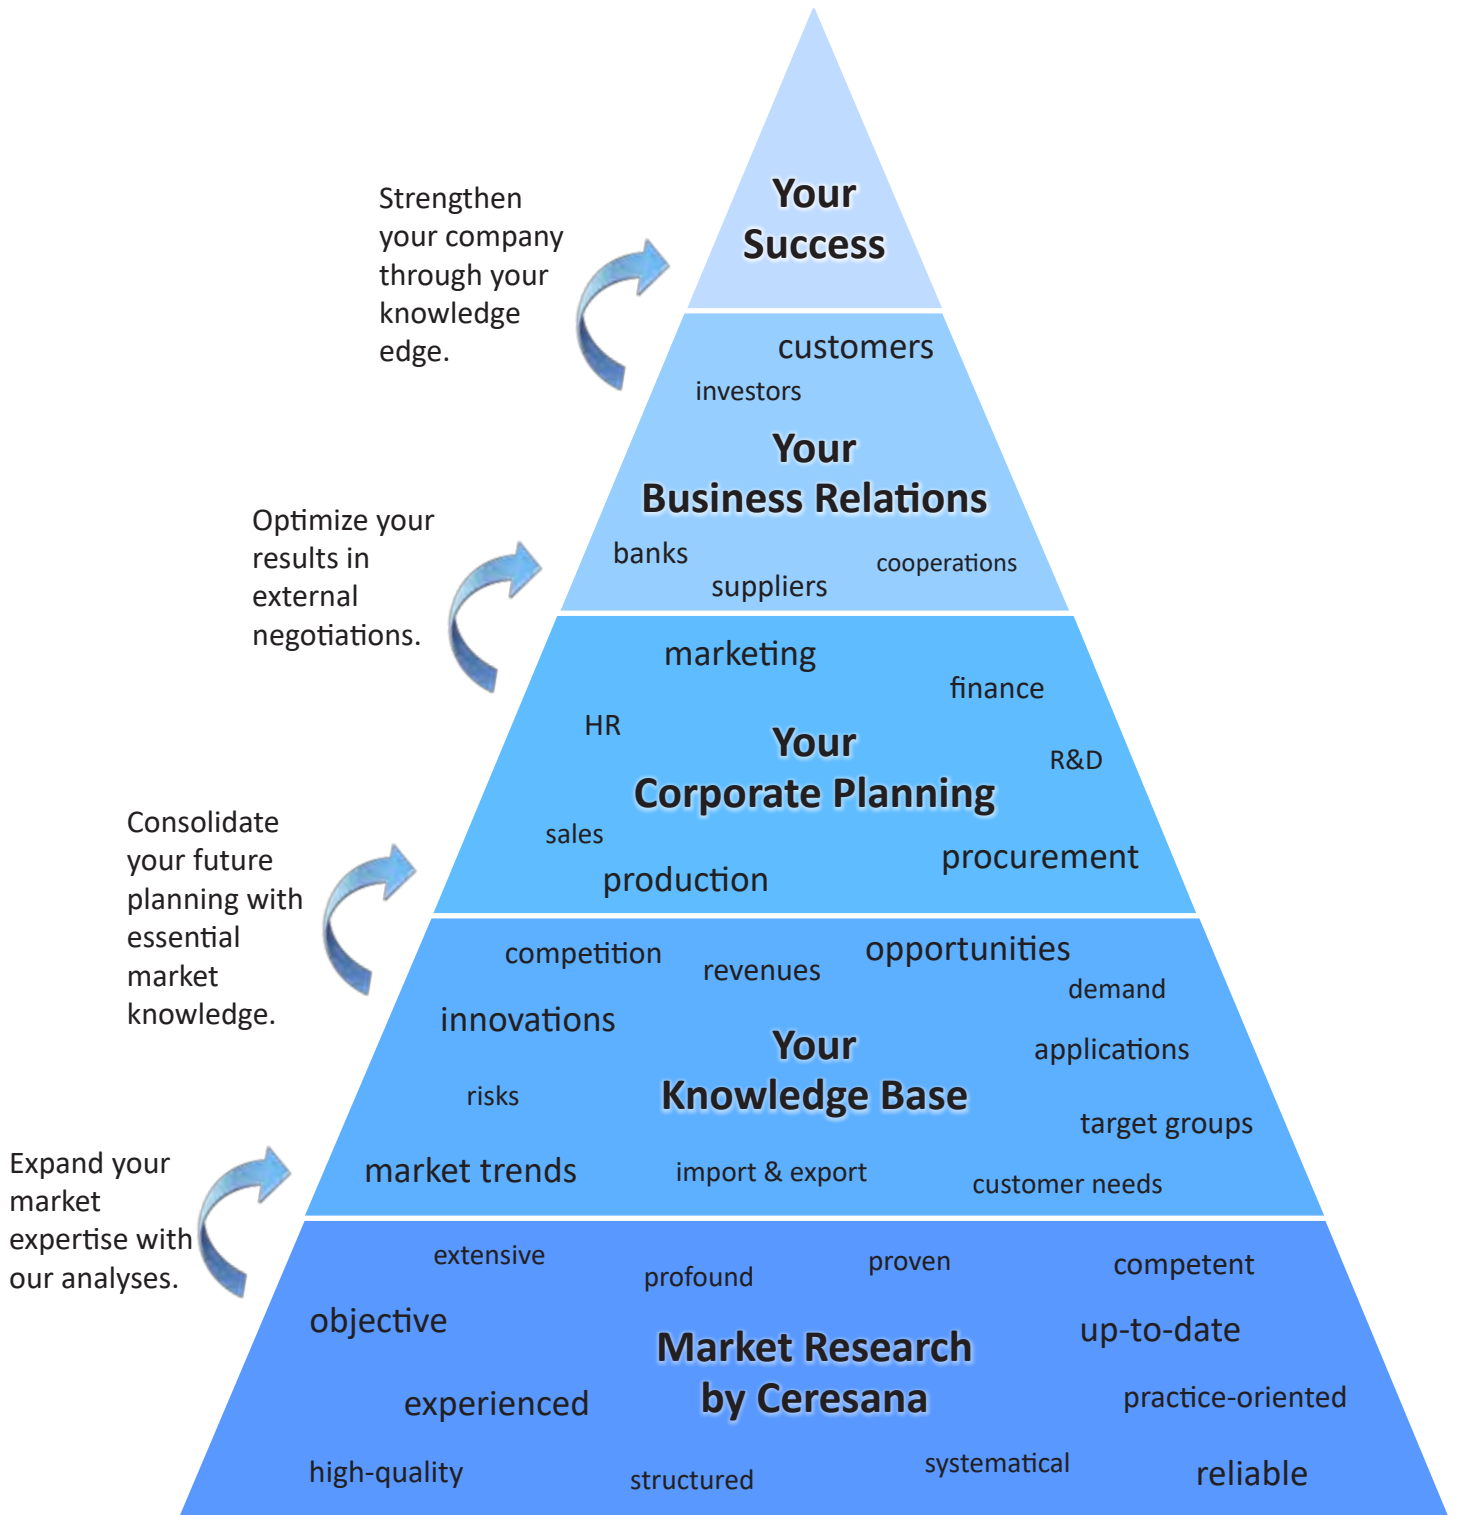 Your
Success
Strengthen
your company
through your
knowledge
edge.
customers
investors
Your
Business Relations
banks
suppliers
cooperations
Optimize your
results in
external
negotiations.
marketing
finance
HR
Your
Corporate Planning
R&D
sales
production
procurement
Consolidate
your future
planning with
essential
market
knowledge.
competition
revenues
opportunities
demand
innovations
Your
Knowledge Base
applications
risks
target groups
market trends
import & export
customer needs
Expand your
market
expertise with
our analyses.
extensive
profound
proven
competent
objective
up-to-date
Market Research
by Ceresana
experienced
practice-oriented
high-quality
structured
systematical
reliable